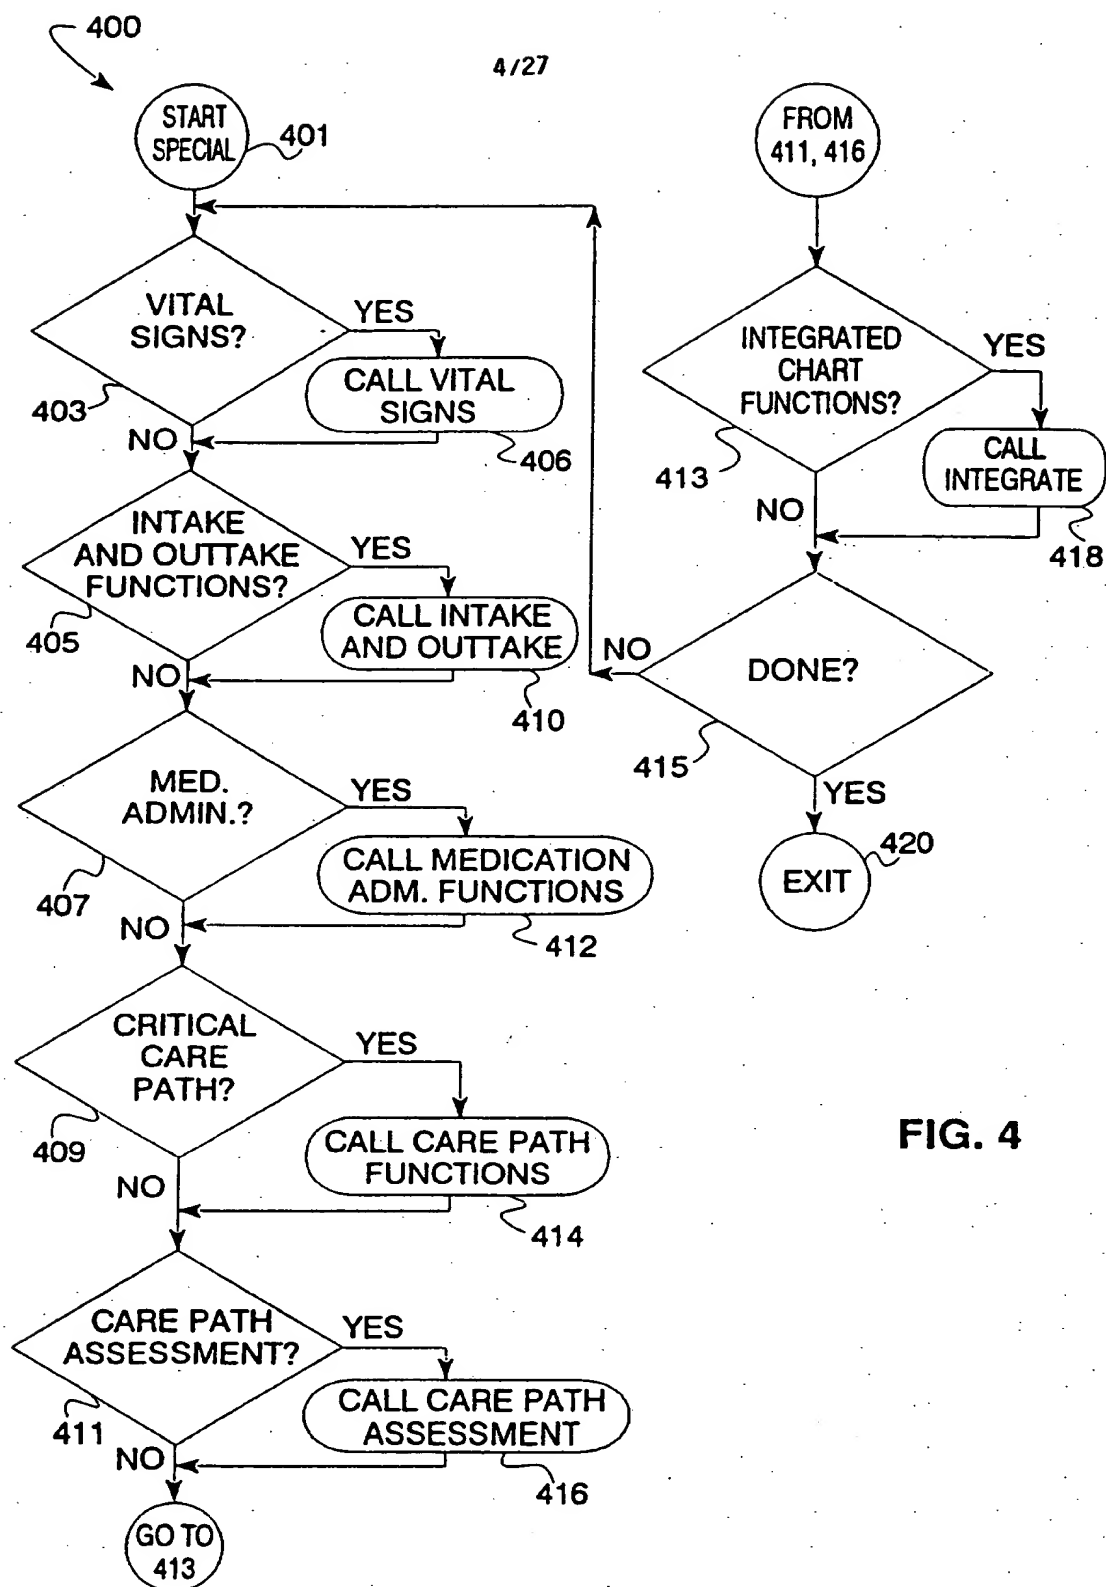 400
4/27
START
SPECIAL
401
VITAL
SIGNS?
YES
403
CALL VITAL
SIGNS
NO
406
INTAKE
AND OUTTAKE
FUNCTIONS?
YES
405
CALL INTAKE
AND OUTTAKE
NO
410
MED.
ADMIN.?
YES
407
CALL MEDICATION
ADM. FUNCTIONS
NO
412
CRITICAL
CARE
PATH?
YES
409
CALL CARE PATH
FUNCTIONS
NO
414
CARE PATH
ASSESSMENT?
YES
411
CALL CARE PATH
ASSESSMENT
NO
416
GO TO
413
FROM
411, 416
INTEGRATED
CHART
FUNCTIONS?
YES
413
CALL
INTEGRATE
NO
418
DONE?
NO
415
YES
420
EXIT
FIG. 4